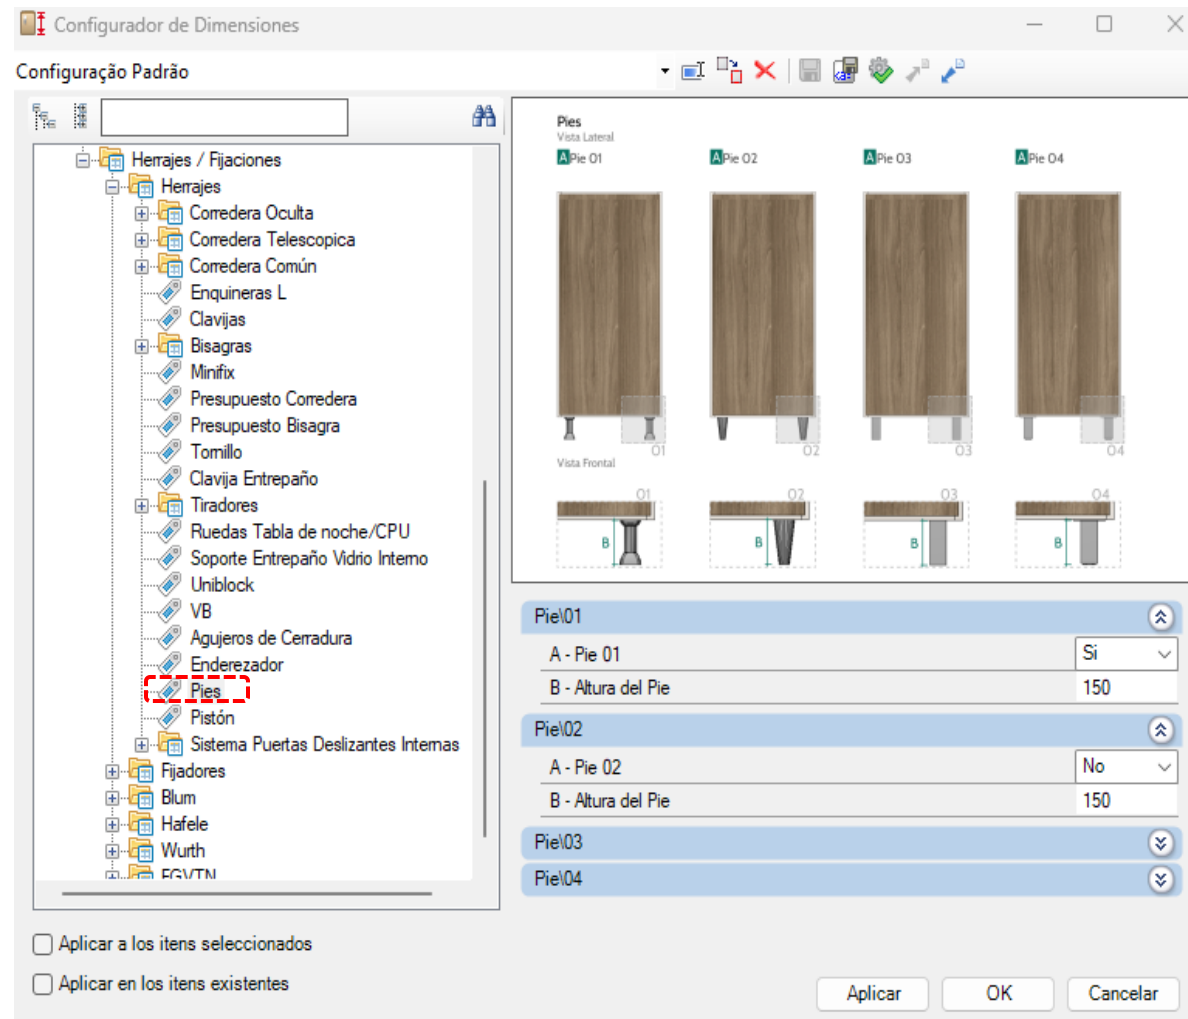 Configurador de Dimensiones
Configuração Padrão
Herrajes / Fijaciones
Herrajes
Corredera Oculta
Corredera Telescopica
Corredera Común
Enquineras L
Clavijas
Bisagras
Minifix
Presupuesto Corredera
Presupuesto Bisagra
Tornillo
Clavija Entrepaño
Tiradores
Ruedas Tabla de noche/CPU
Soporte Entrepaño Vidrio Interno
Uniblock
VB
Agujeros de Cerradura
Enderezador
Pies
Pistón
Sistema Puertas Deslizantes Internas
Fijadores
Blum
Hafele
Wurth
FGVTN
Pies
Vista Lateral
A Pie 01 A Pie 02 A Pie 03 A Pie 04
01 02 03 04
Vista Frontal
01 02 03 04
B B B B
Pie\01
A - Pie 01 Si
B - Altura del Pie 150
Pie\02
A - Pie 02 No
B - Altura del Pie 150
Pie\03
Pie\04
Aplicar a los itens seleccionados
Aplicar en los itens existentes
Aplicar OK Cancelar